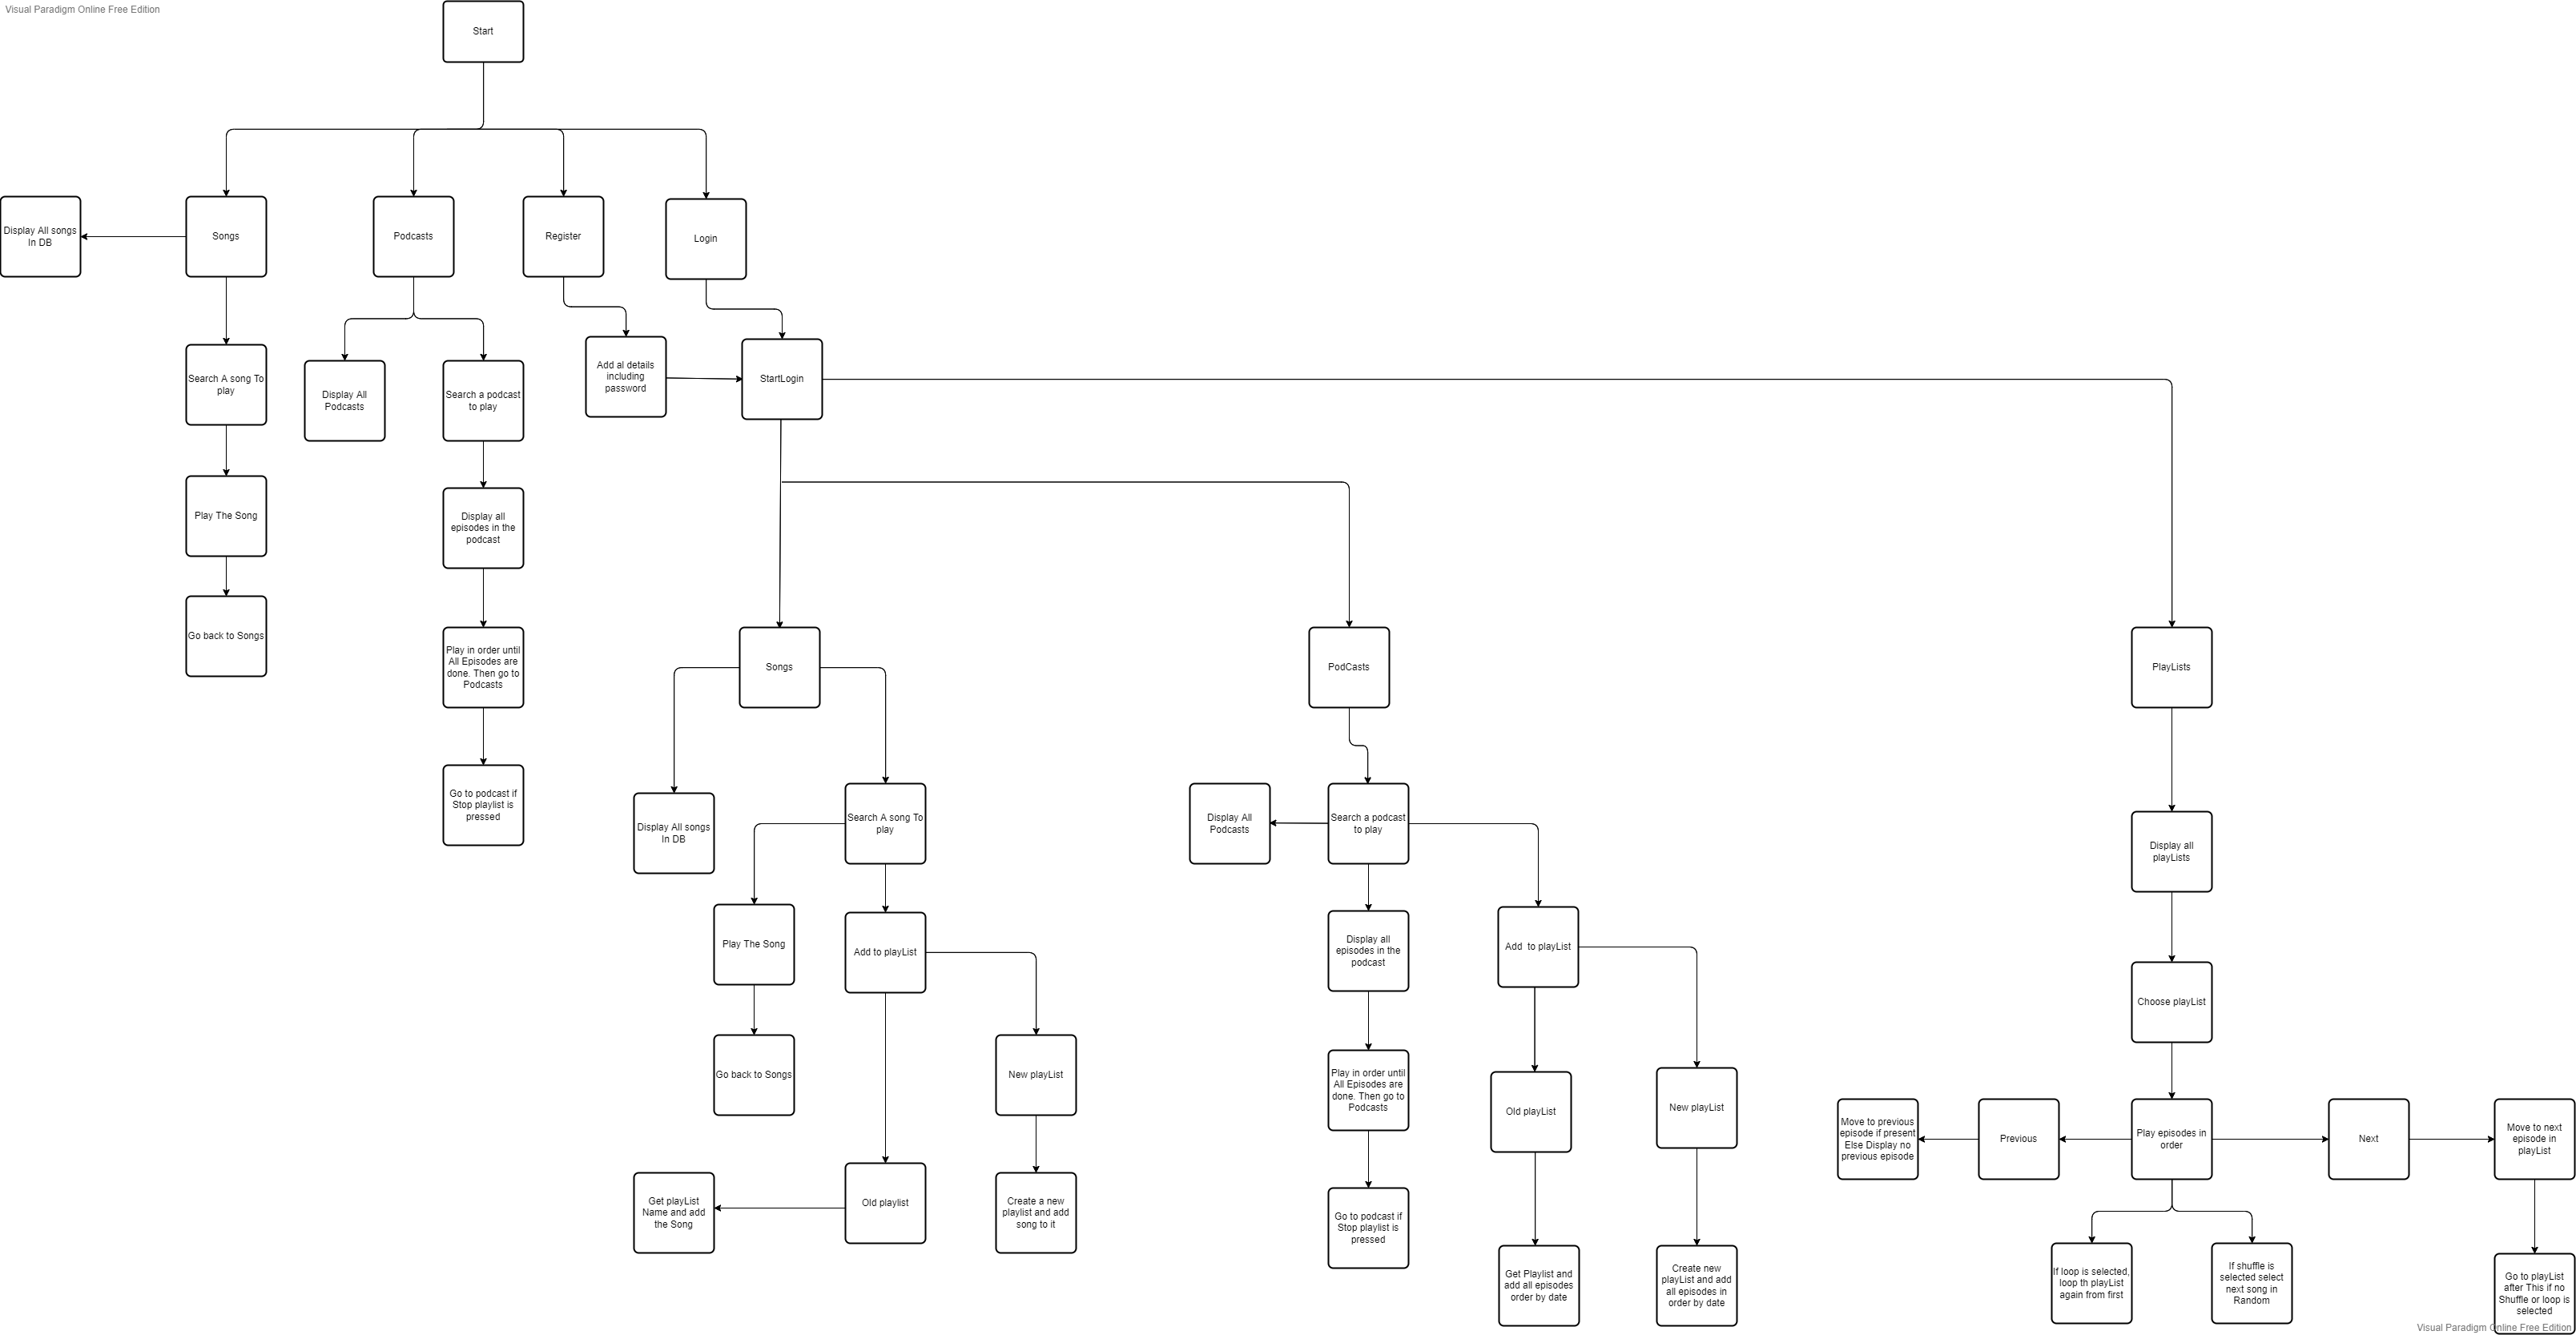 Visual Paradigm Online Free Edition
Start
Display All songs
In DB
Songs
Podcasts
Register
Login
Search A song To
play
Display All
Podcasts
Search a podcast
to play
Add al details
including
password
StartLogin
Play The Song
Display all
episodes in the
podcast
Go back to Songs
Play in order until
All Episodes are
done. Then go to
Podcasts
Go to podcast if
Stop playlist is
pressed
Songs
PodCasts
PlayLists
Display All songs
In DB
Search A song To
play
Play The Song
Add to playList
Go back to Songs
New playList
Get playList
Name and add
the Song
Old playlist
Create a new
playlist and add
song to it
Display All
Podcasts
Search a podcast
to play
Display all
episodes in the
podcast
Add  to playList
Play in order until
All Episodes are
done. Then go to
Podcasts
Old playList
New playList
Go to podcast if
Stop playlist is
pressed
Get Playlist and
add all episodes
order by date
Create new
playList and add
all episodes in
order by date
Display all
playLists
Choose playList
Move to previous
episode if present
Else Display no
previous episode
Previous
Play episodes in
order
Next
Move to next
episode in
playList
If loop is selected,
loop th playList
again from first
If shuffle is
selected select
next song in
Random
Go to playList
after This if no
Shuffle or loop is
selected
Visual Paradigm Online Free Edition